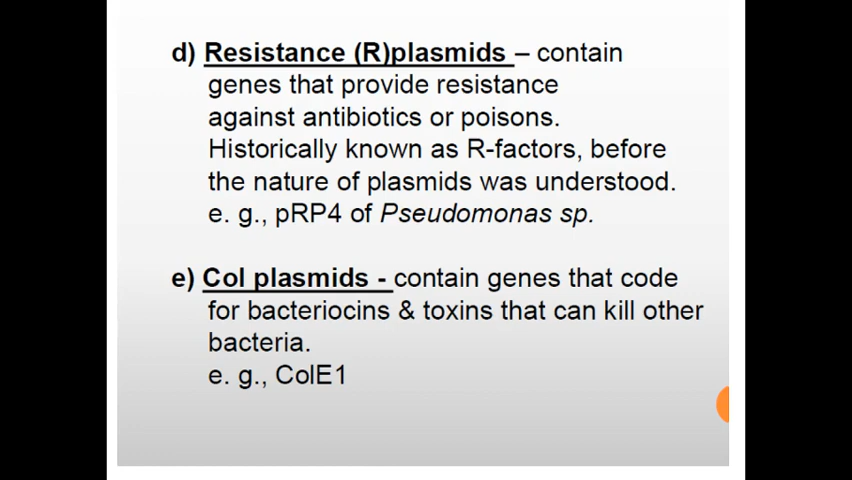 d) Resistance (R)plasmids – contain
genes that provide resistance
against antibiotics or poisons.
Historically known as R-factors, before
the nature of plasmids was understood.
e. g., pRP4 of Pseudomonas sp.
e) Col plasmids - contain genes that code
for bacteriocins & toxins that can kill other
bacteria.
e. g., ColE1